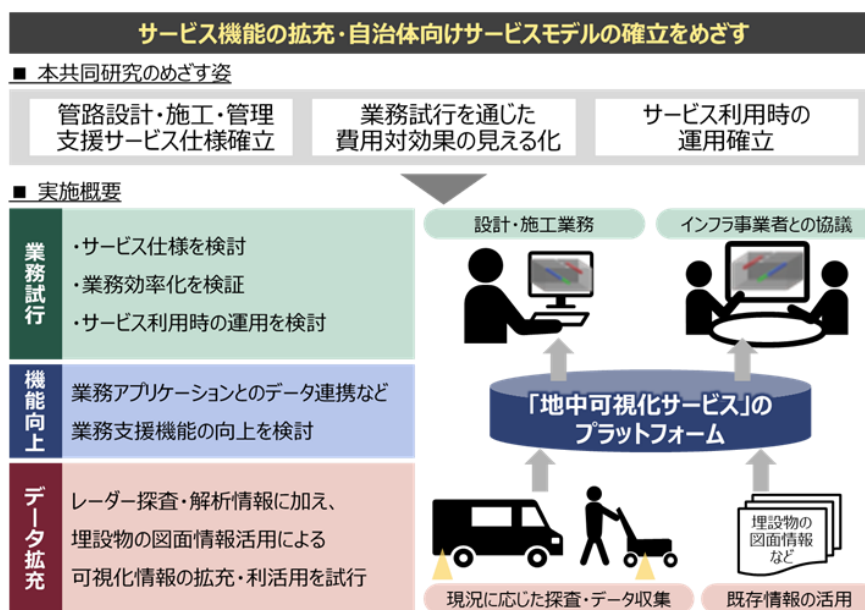 サービス機能の拡充・自治体向けサービスモデルの確立をめざす
■ 本共同研究のめざす姿
管路設計・施工・管理
支援サービス仕様確立
業務試行を通じた
費用対効果の見える化
サービス利用時の
運用確立
■ 実施概要
業務試行
・サービス仕様を検討
・業務効率化を検証
・サービス利用時の運用を検討
機能向上
業務アプリケーションとのデータ連携など
業務支援機能の向上を検討
データ拡充
レーダー探査・解析情報に加え、
埋設物の図面情報活用による
可視化情報の拡充・利活用を試行
設計・施工業務
インフラ事業者との協議
「地中可視化サービス」の
プラットフォーム
埋設物の
図面情報
など
現況に応じた探査・データ収集
既存情報の活用